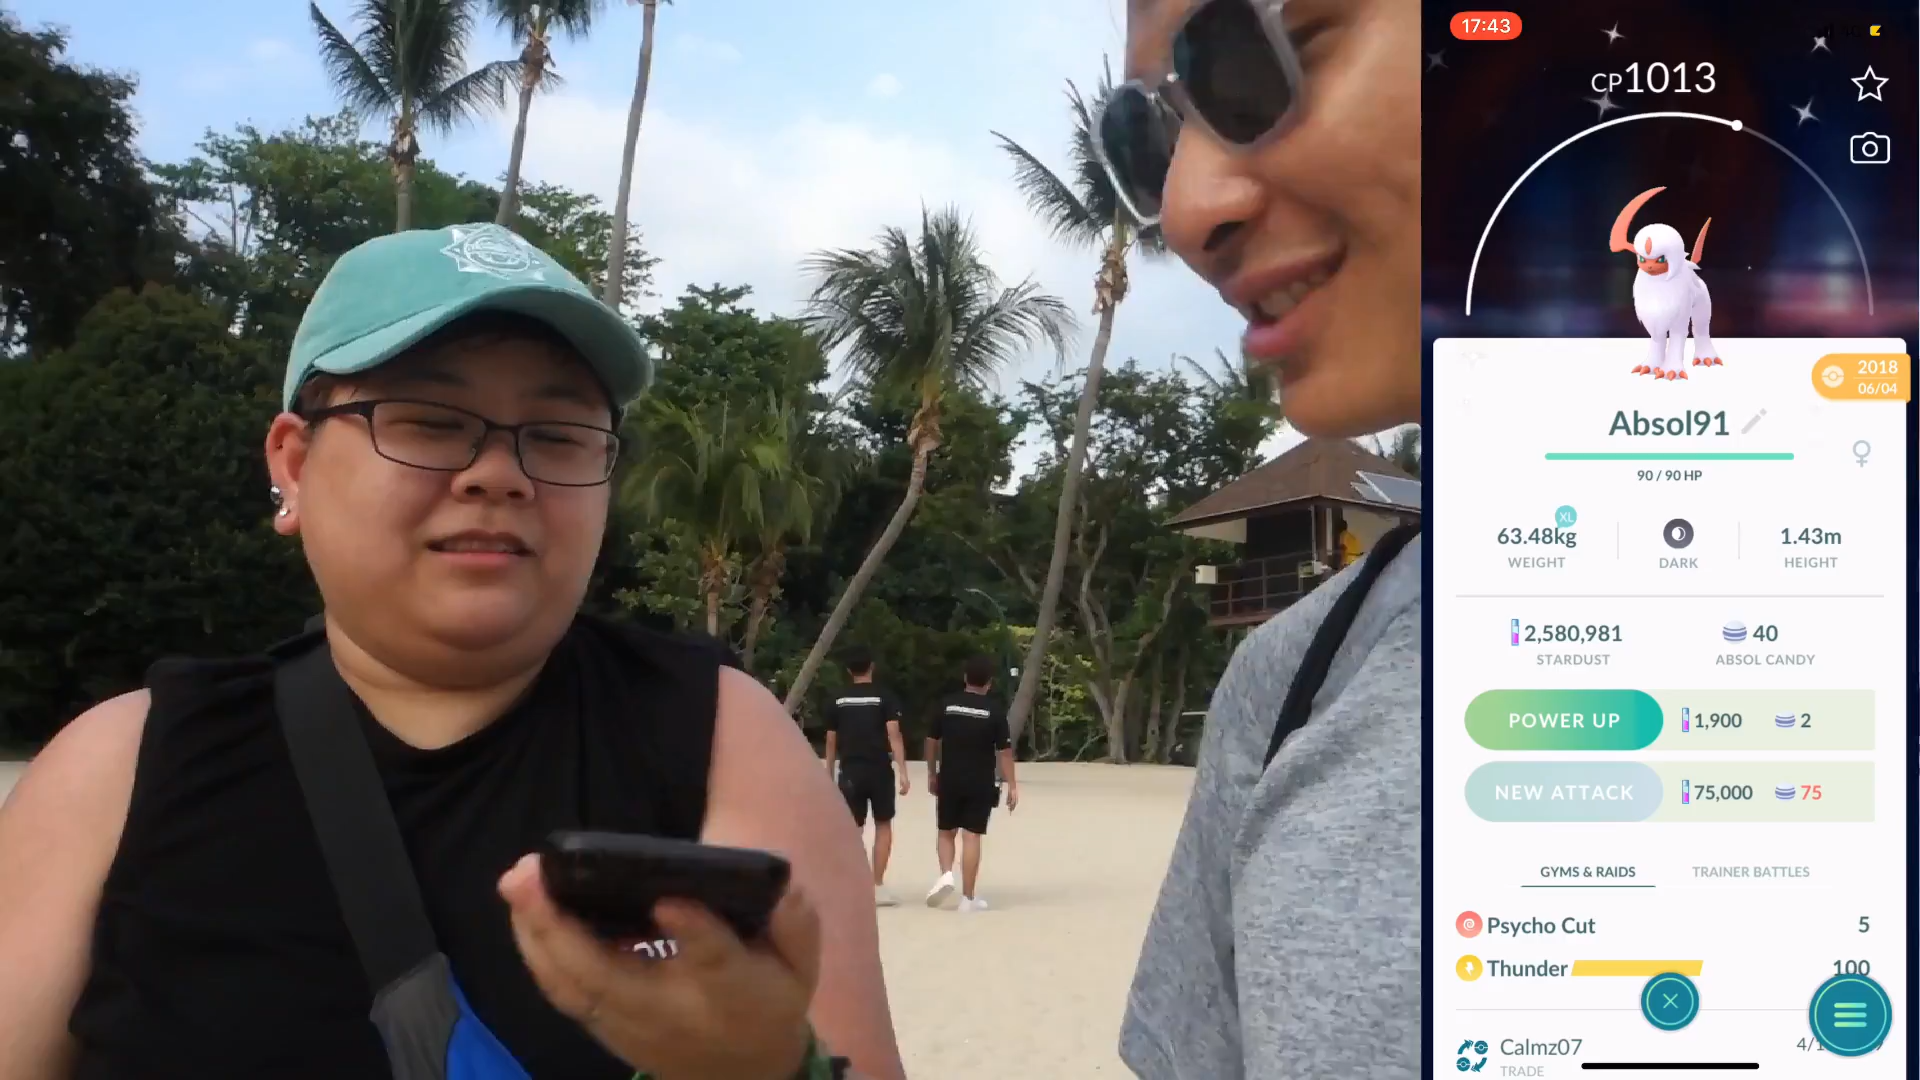 17:43
CP1013
2018
06/04
Absol91
90 / 90 HP
XL
63.48kg
WEIGHT
DARK
1.43m
HEIGHT
2,580,981
STARDUST
40
ABSOL CANDY
POWER UP 1,900 2
NEW ATTACK 75,000 75
GYMS & RAIDS TRAINER BATTLES
Psycho Cut 5
Thunder 100
Calmz07
TRADE